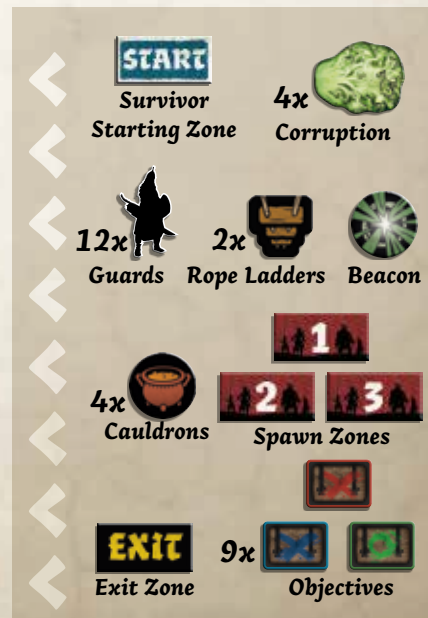 START
Survivor
Starting Zone
4x
Corruption
12x
Guards
2x
Rope Ladders
Beacon
4x
Cauldrons
1
2
3
Spawn Zones
EXIT
Exit Zone
9x
Objectives